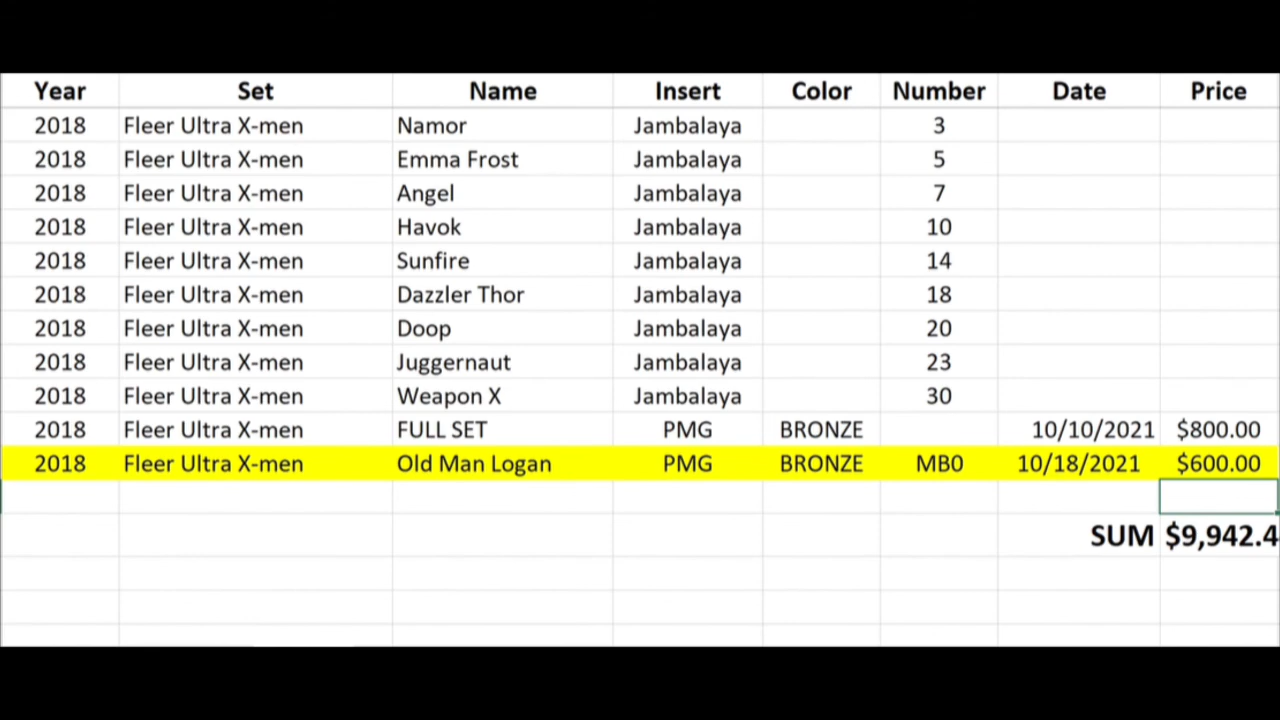 Year Set Name Insert Color Number Date Price
2018 Fleer Ultra X-men Namor Jambalaya 3
2018 Fleer Ultra X-men Emma Frost Jambalaya 5
2018 Fleer Ultra X-men Angel Jambalaya 7
2018 Fleer Ultra X-men Havok Jambalaya 10
2018 Fleer Ultra X-men Sunfire Jambalaya 14
2018 Fleer Ultra X-men Dazzler Thor Jambalaya 18
2018 Fleer Ultra X-men Doop Jambalaya 20
2018 Fleer Ultra X-men Juggernaut Jambalaya 23
2018 Fleer Ultra X-men Weapon X Jambalaya 30
2018 Fleer Ultra X-men FULL SET PMG BRONZE 10/10/2021 $800.00
2018 Fleer Ultra X-men Old Man Logan PMG BRONZE MB0 10/18/2021 $600.00
SUM $9,942.4